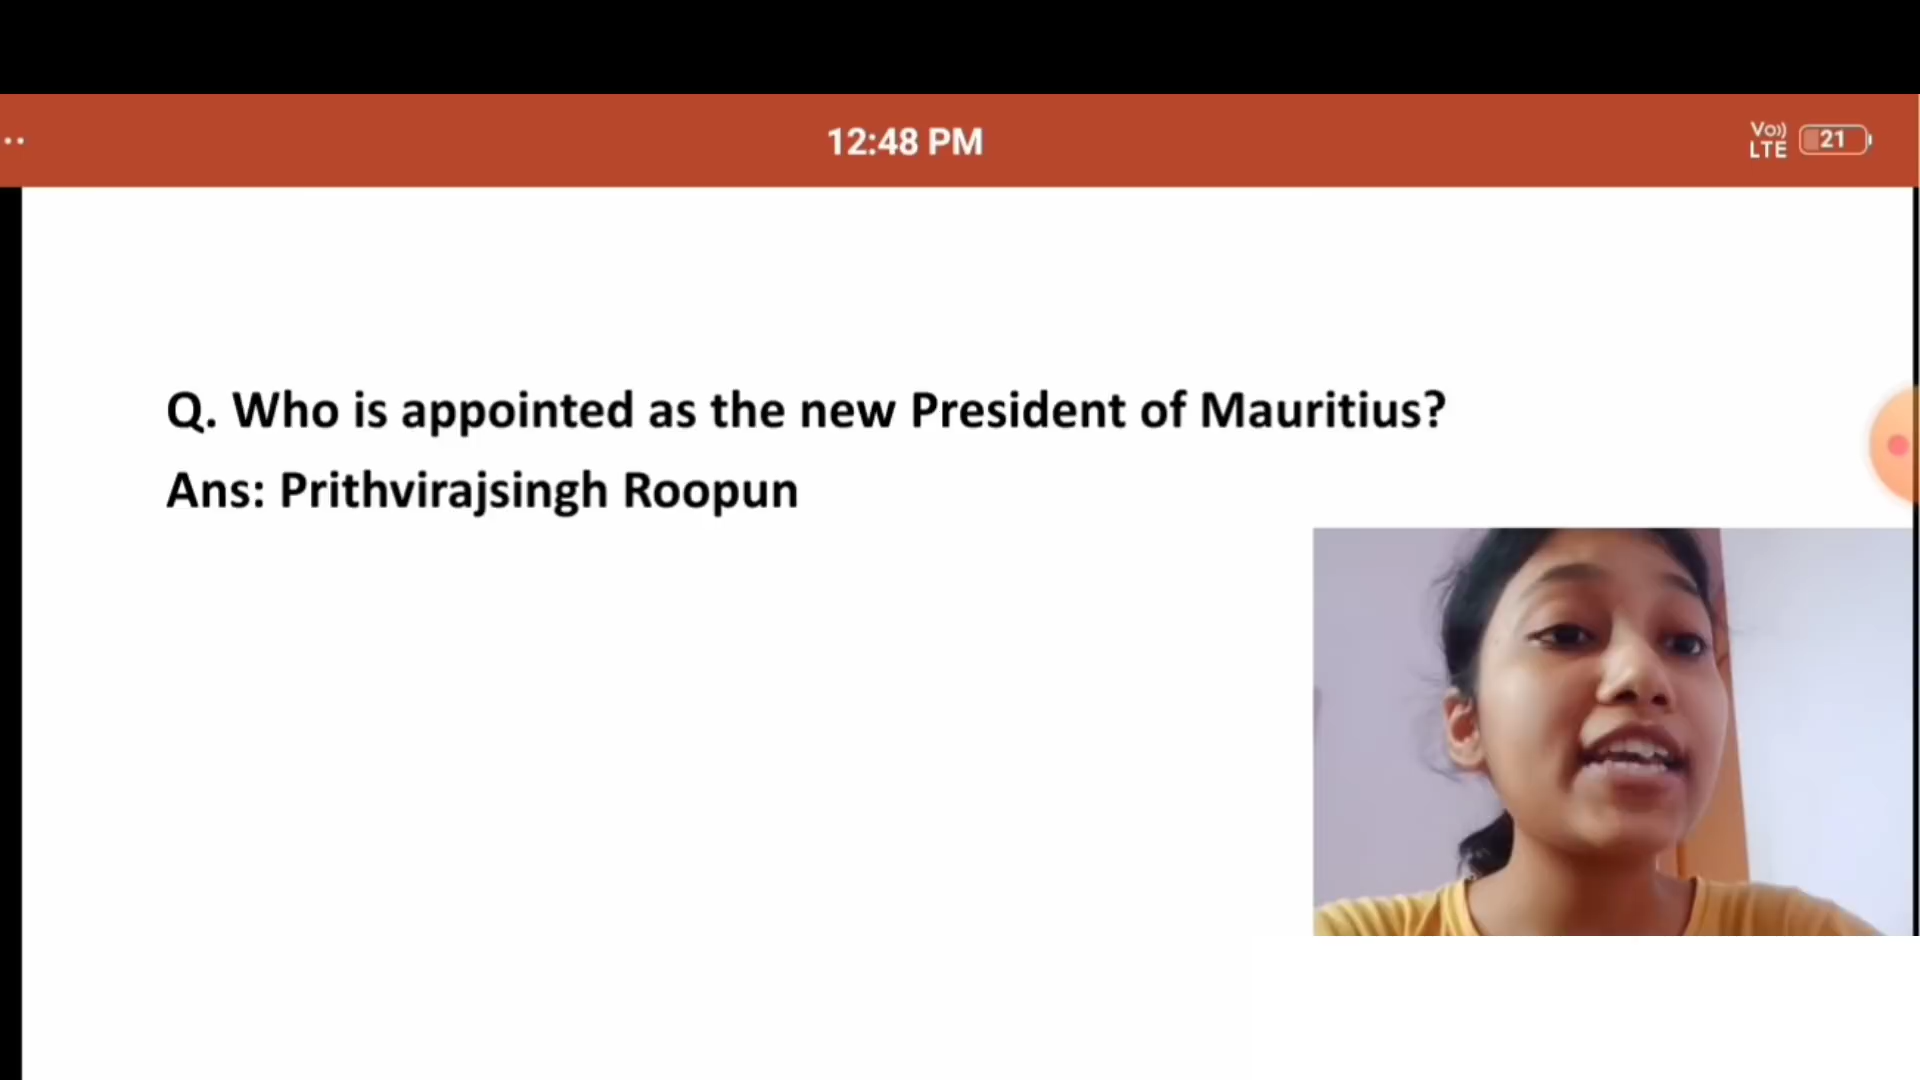 12:48 PM
Vo))
LTE
21
Q. Who is appointed as the new President of Mauritius?
Ans: Prithvirajsingh Roopun